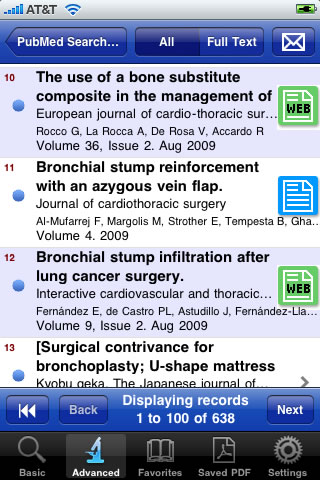 AT&T
PubMed Search...
All
Full Text
10
The use of a bone substitute
composite in the management of
European journal of cardio-thoracic sur...
Rocco G, La Rocca A, De Rosa V, Accardo R
Volume 36, Issue 2. Aug 2009
WEB
11
Bronchial stump reinforcement
with an azygous vein flap.
Journal of cardiothoracic surgery
Al-Mufarrej F, Margolis M, Strother E, Tempesta B, Gha...
Volume 4. 2009
12
Bronchial stump infiltration after
lung cancer surgery.
Interactive cardiovascular and thoracic...
Fernández E, de Castro PL, Astudillo J, Fernández-Lla...
Volume 9, Issue 2. Aug 2009
WEB
13
[Surgical contrivance for
bronchoplasty; U-shape mattress
Kyobu geka. The Japanese journal of...
Back
Displaying records
1 to 100 of 638
Next
Basic
Advanced
Favorites
Saved PDF
Settings